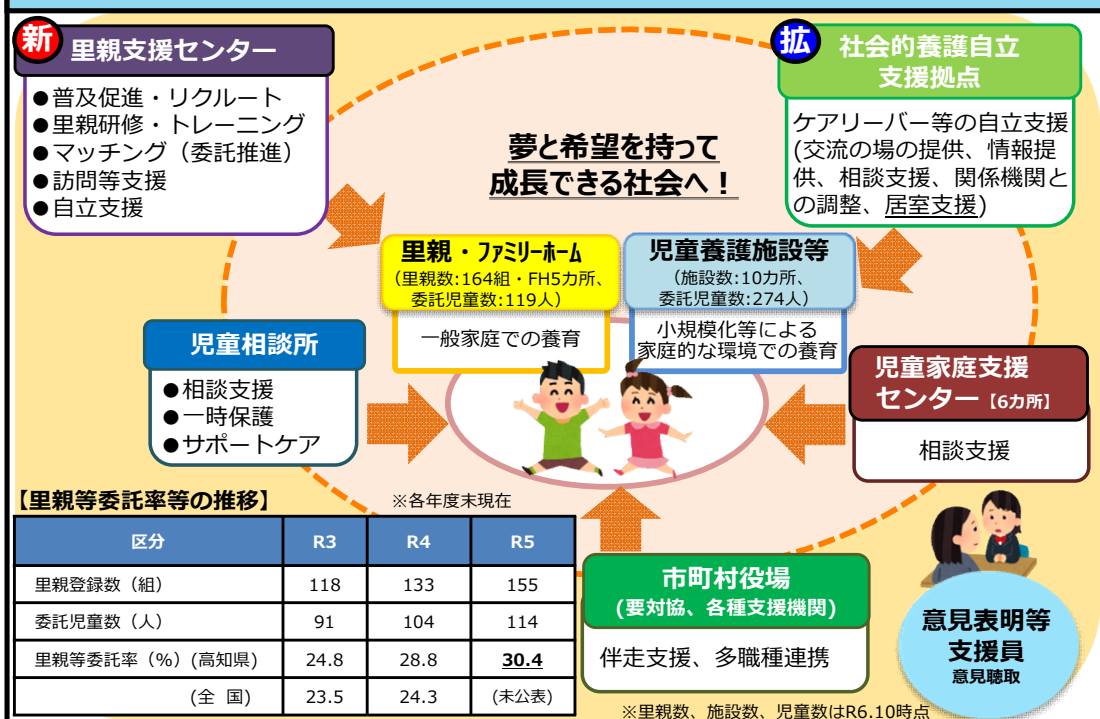 新
里親支援センター
●普及促進・リクルート
●里親研修・トレーニング
●マッチング（委託推進）
●訪問等支援
●自立支援
拡
社会的養護自立
支援拠点
ケアリーバー等の自立支援
(交流の場の提供、情報提
供、相談支援、関係機関と
の調整、居室支援)
夢と希望を持って
成長できる社会へ！
里親・ファミリーホーム
（里親数:164組・FH5カ所、
委託児童数:119人）
一般家庭での養育
児童養護施設等
（施設数:10カ所、
委託児童数:274人）
小規模化等による
家庭的な環境での養育
児童相談所
●相談支援
●一時保護
●サポートケア
児童家庭支援
センター【6カ所】
相談支援
【里親等委託率等の推移】 ※各年度末現在
区分 R3 R4 R5
里親登録数（組） 118 133 155
委託児童数（人） 91 104 114
里親等委託率（%）(高知県) 24.8 28.8 30.4
(全 国) 23.5 24.3 (未公表)
市町村役場
(要対協、各種支援機関)
伴走支援、多職種連携
意見表明等
支援員
意見聴取
※里親数、施設数、児童数はR6.10時点